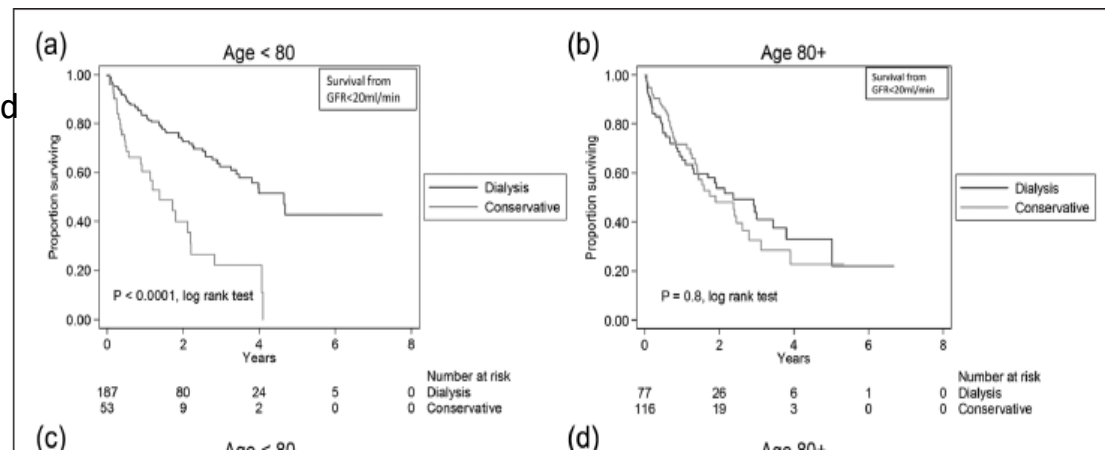 d
(a)
Age < 80
1.00
0.80
0.60
0.40
0.20
0.00
Proportion surviving
Survival from
GFR<20ml/min
Dialysis
Conservative
P < 0.0001, log rank test
0 2 4 6 8
Years
Number at risk
187 80 24 5 0 Dialysis
53 9 2 0 0 Conservative
(b)
Age 80+
1.00
0.80
0.60
0.40
0.20
0.00
Proportion surviving
Survival from
GFR<20ml/min
Dialysis
Conservative
P = 0.8, log rank test
0 2 4 6 8
Years
Number at risk
77 26 6 1 0 Dialysis
116 19 3 0 0 Conservative
(c)
Age < 80
(d)
Age 80+